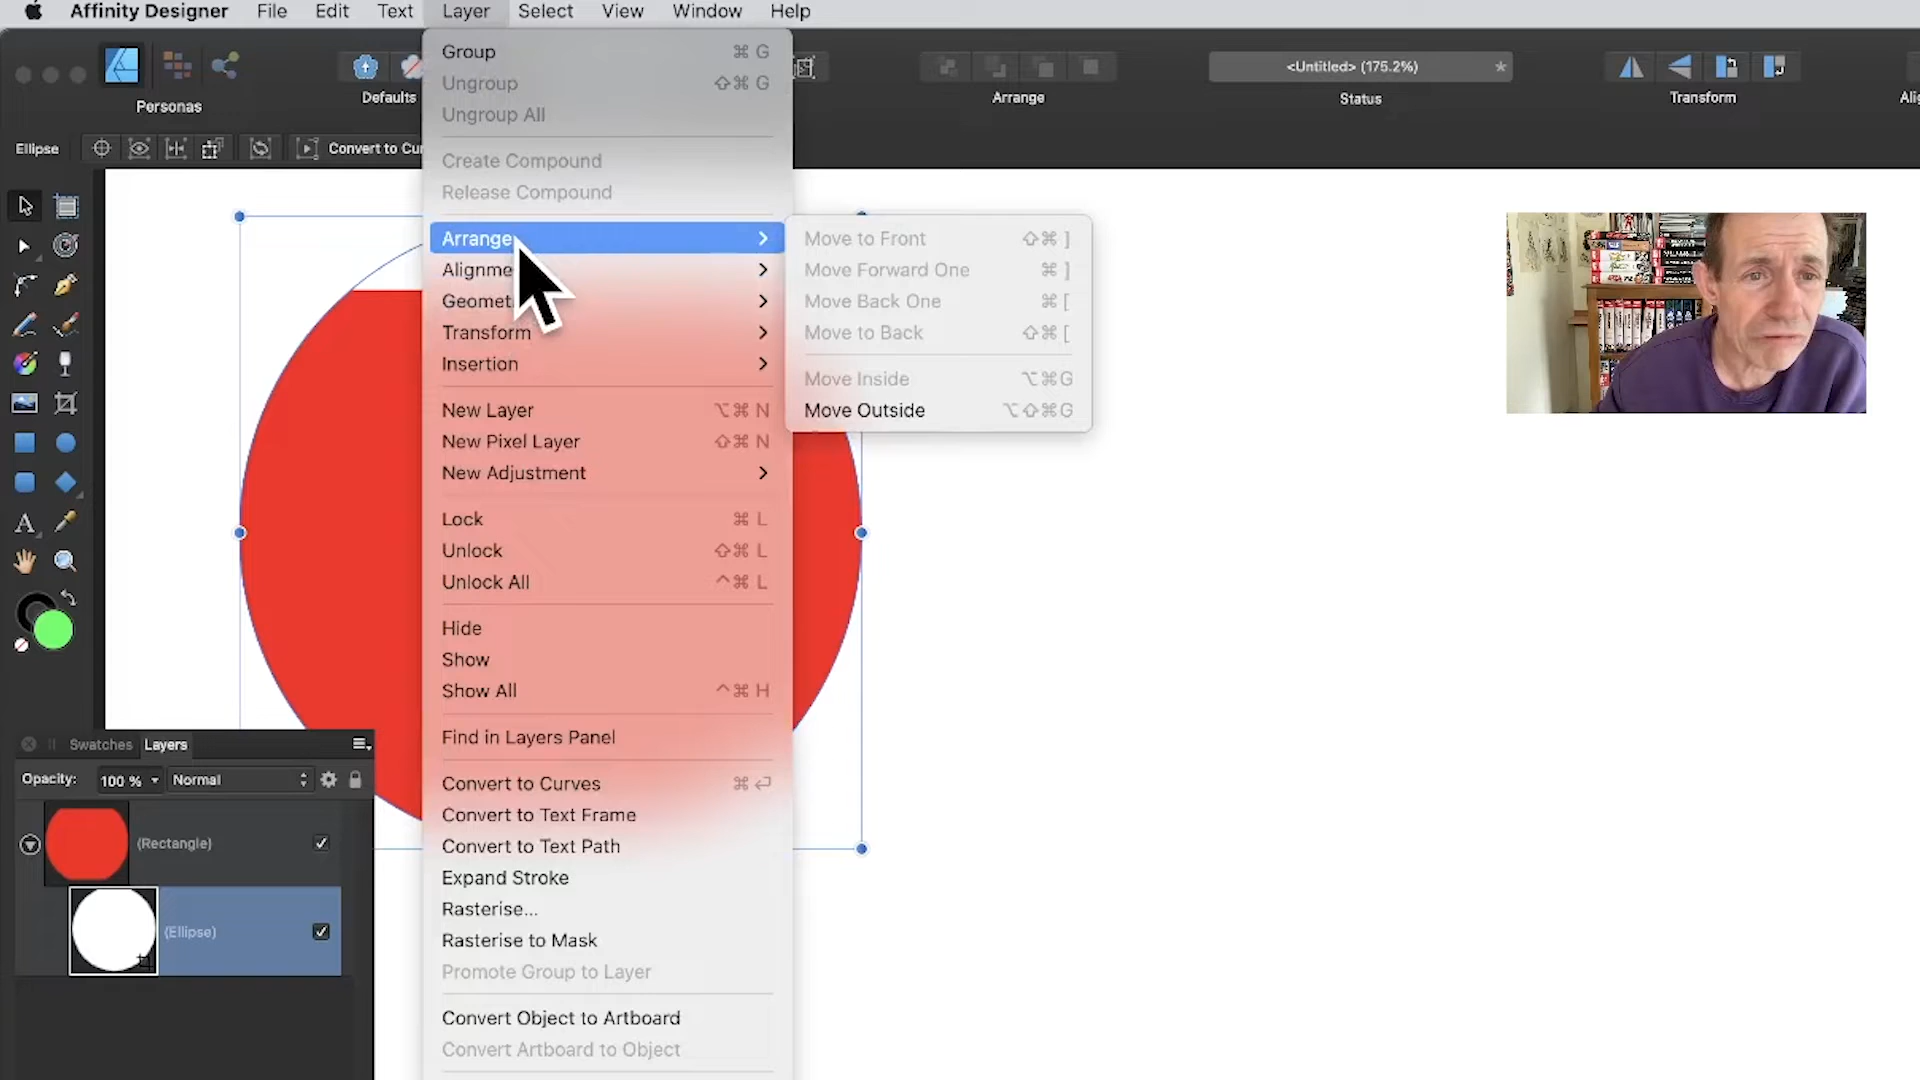 Affinity Designer File Edit Text Layer Select View Window Help
<Untitled> (175.2%) *
Personas Defaults Arrange Status Transform
Ellipse Convert to Cur
Group ⌘ G
Ungroup ⇧⌘ G
Ungroup All
Create Compound
Release Compound
Arrange
Alignme
Geomet
Transform
Insertion
New Layer ⌥⌘ N
New Pixel Layer ⇧⌘ N
New Adjustment
Lock ⌘ L
Unlock ⇧⌘ L
Unlock All ^⌘ L
Hide
Show
Show All ^⌘ H
Find in Layers Panel
Convert to Curves ⌘ ↩
Convert to Text Frame
Convert to Text Path
Expand Stroke
Rasterise...
Rasterise to Mask
Promote Group to Layer
Convert Object to Artboard
Convert Artboard to Object
Move to Front ⇧⌘ ]
Move Forward One ⌘ ]
Move Back One ⌘ [
Move to Back ⇧⌘ [
Move Inside ⌥⌘G
Move Outside ⌥⇧⌘G
Swatches Layers
Opacity: 100 % Normal
(Rectangle)
(Ellipse)